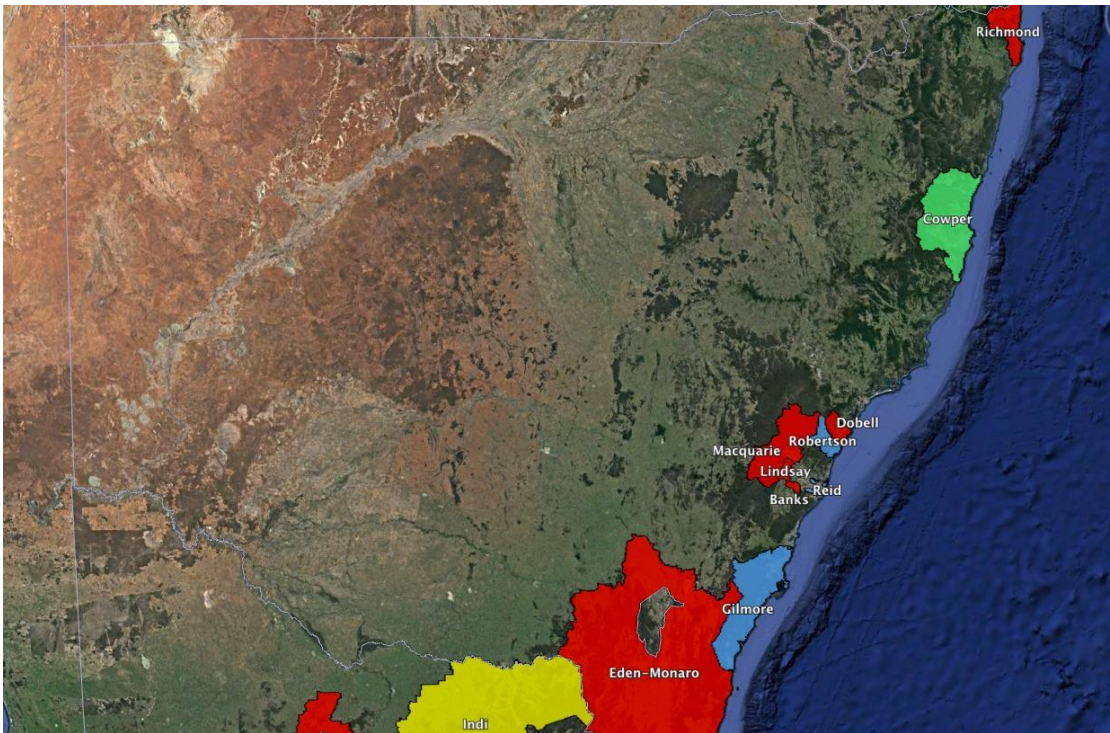 Richmond
Cowper
Dobell
Robertson
Macquarie
Lindsay
Reid
Banks
Gilmore
Eden-Monaro
Indi